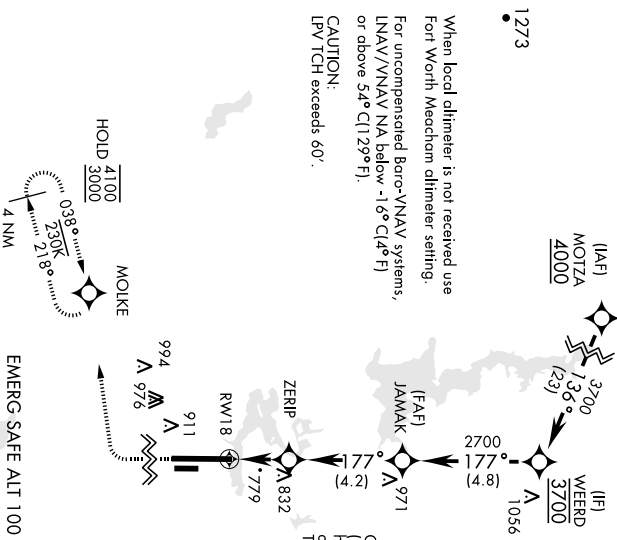 1273
When local altimeter is not received use
Fort Worth Meacham altimeter setting.
For uncompensated Baro-VNAV systems,
LNAV/VNAV NA below -16°C(4°F)
or above 54°C(129°F).
CAUTION:
LPV TCH exceeds 60'.
(IAF)
MOTZA
4000
3700
136°
(23)
(IF)
WEERD
3700
1056
2700
177°
(4.8)
(FAF)
JAMAK
971
177°
(4.2)
ZERIP
832
779
RW18
911
976
994
MOLKE
HOLD 4100
3000
038°
230K
218°
4 NM
EMERG SAFE ALT 100